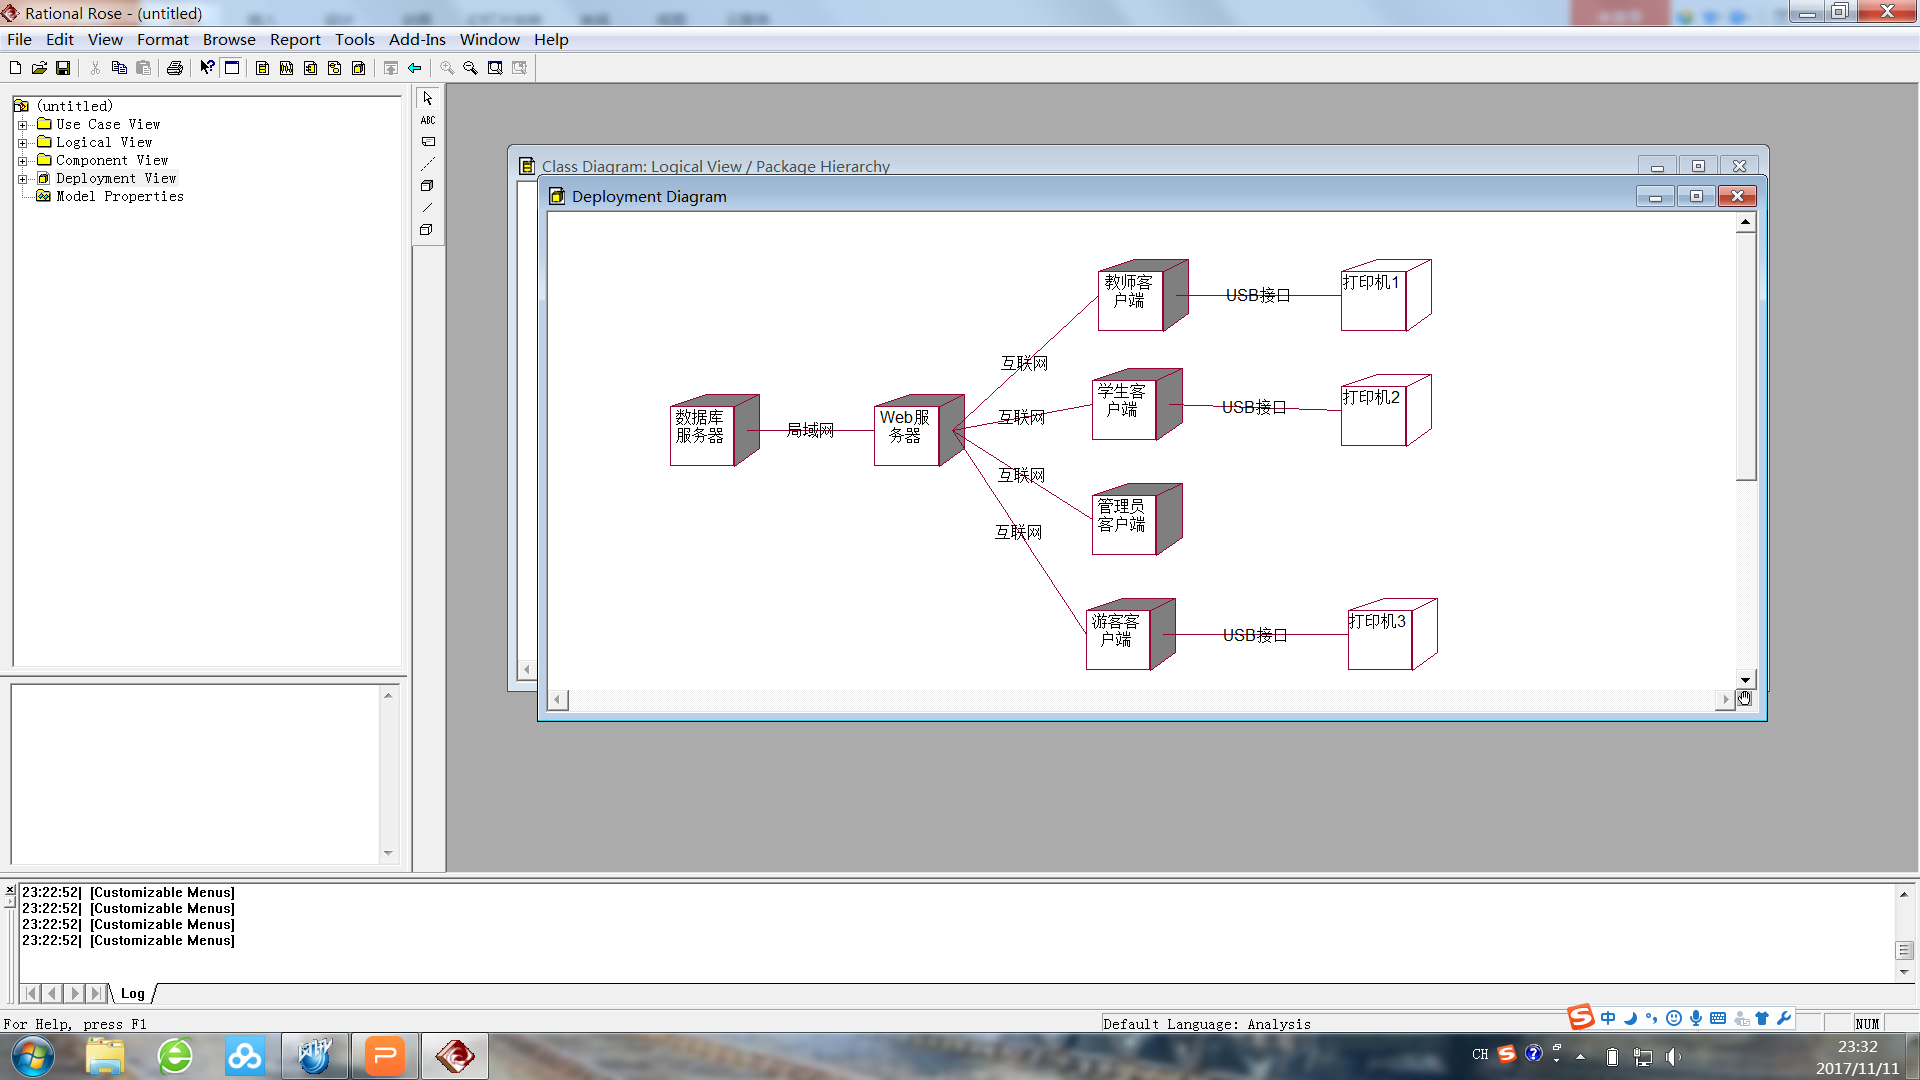 Rational Rose - (untitled)
File Edit View Format Browse Report Tools Add-Ins Window Help
(untitled)
Use Case View
Logical View
Component View
Deployment View
Model Properties
ABC
Class Diagram: Logical View / Package Hierarchy
Deployment Diagram
教师客
户端
USB接口
打印机1
互联网
学生客
户端
USB接口
打印机2
互联网
数据库
服务器
局域网
Web服
务器
互联网
管理员
客户端
互联网
游客客
户端
USB接口
打印机3
23:22:52| [Customizable Menus]
23:22:52| [Customizable Menus]
23:22:52| [Customizable Menus]
23:22:52| [Customizable Menus]
Log
For Help, press F1
Default Language: Analysis
NUM
中
CH
23:32
2017/11/11